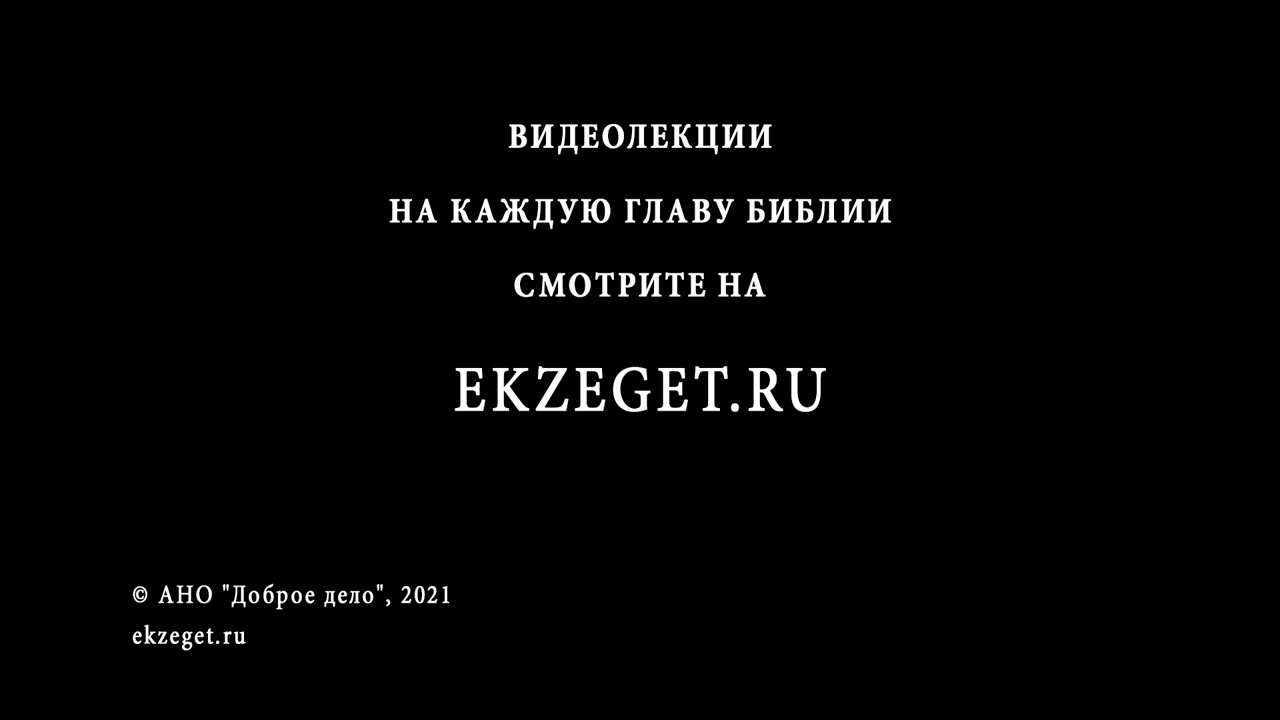 ВИДЕОЛЕКЦИИ
НА КАЖДУЮ ГЛАВУ БИБЛИИ
СМОТРИТЕ НА
EKZEGET.RU
© АНО "Доброе дело", 2021
ekzeget.ru